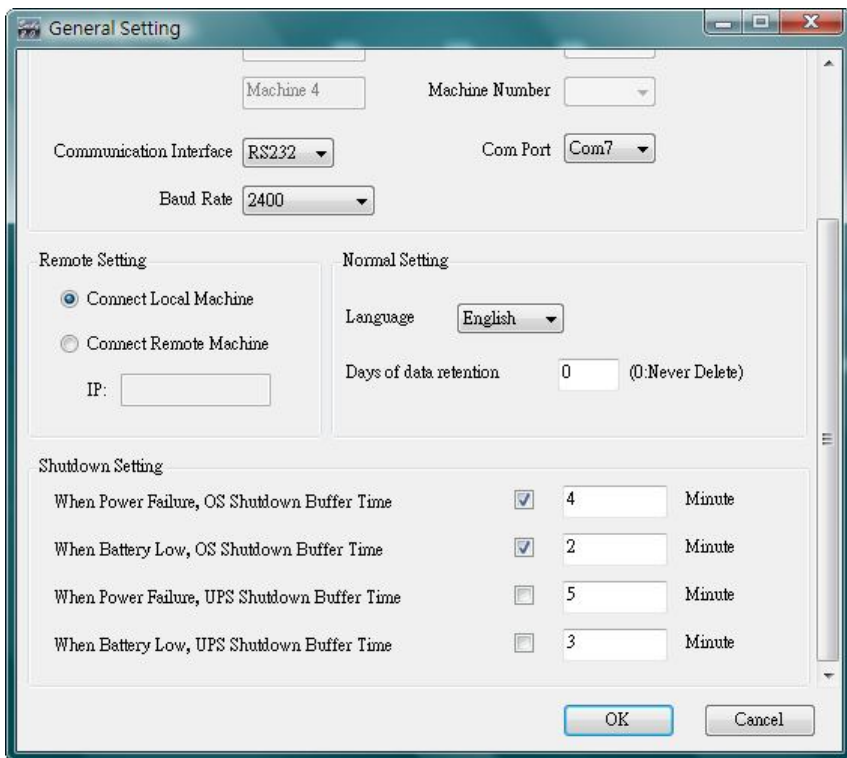 General Setting
Machine 4 Machine Number
Communication Interface RS232 Com Port Com7
Baud Rate 2400
Remote Setting
Connect Local Machine
Connect Remote Machine
IP:
Normal Setting
Language English
Days of data retention 0 (0:Never Delete)
Shutdown Setting
When Power Failure, OS Shutdown Buffer Time 4 Minute
When Battery Low, OS Shutdown Buffer Time 2 Minute
When Power Failure, UPS Shutdown Buffer Time 5 Minute
When Battery Low, UPS Shutdown Buffer Time 3 Minute
OK Cancel